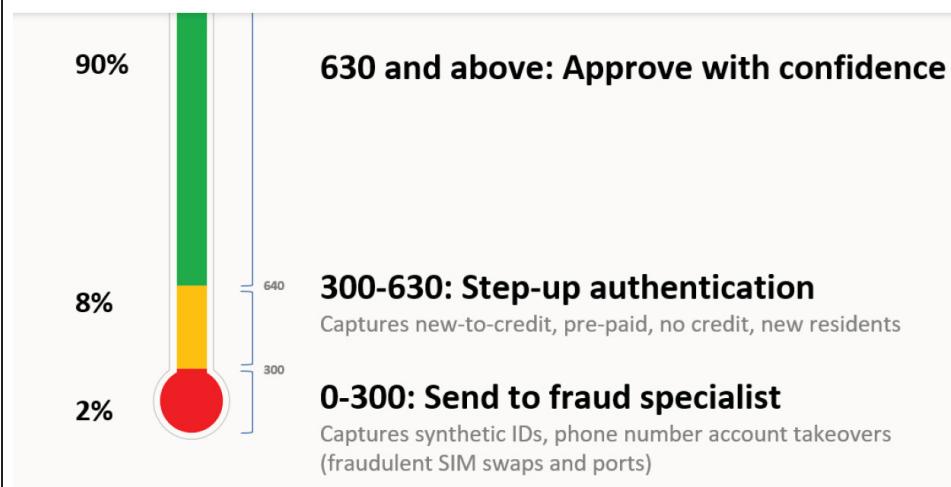 90%
630 and above: Approve with confidence
640
300-630: Step-up authentication
8%
Captures new-to-credit, pre-paid, no credit, new residents
300
0-300: Send to fraud specialist
2%
Captures synthetic IDs, phone number account takeovers
(fraudulent SIM swaps and ports)